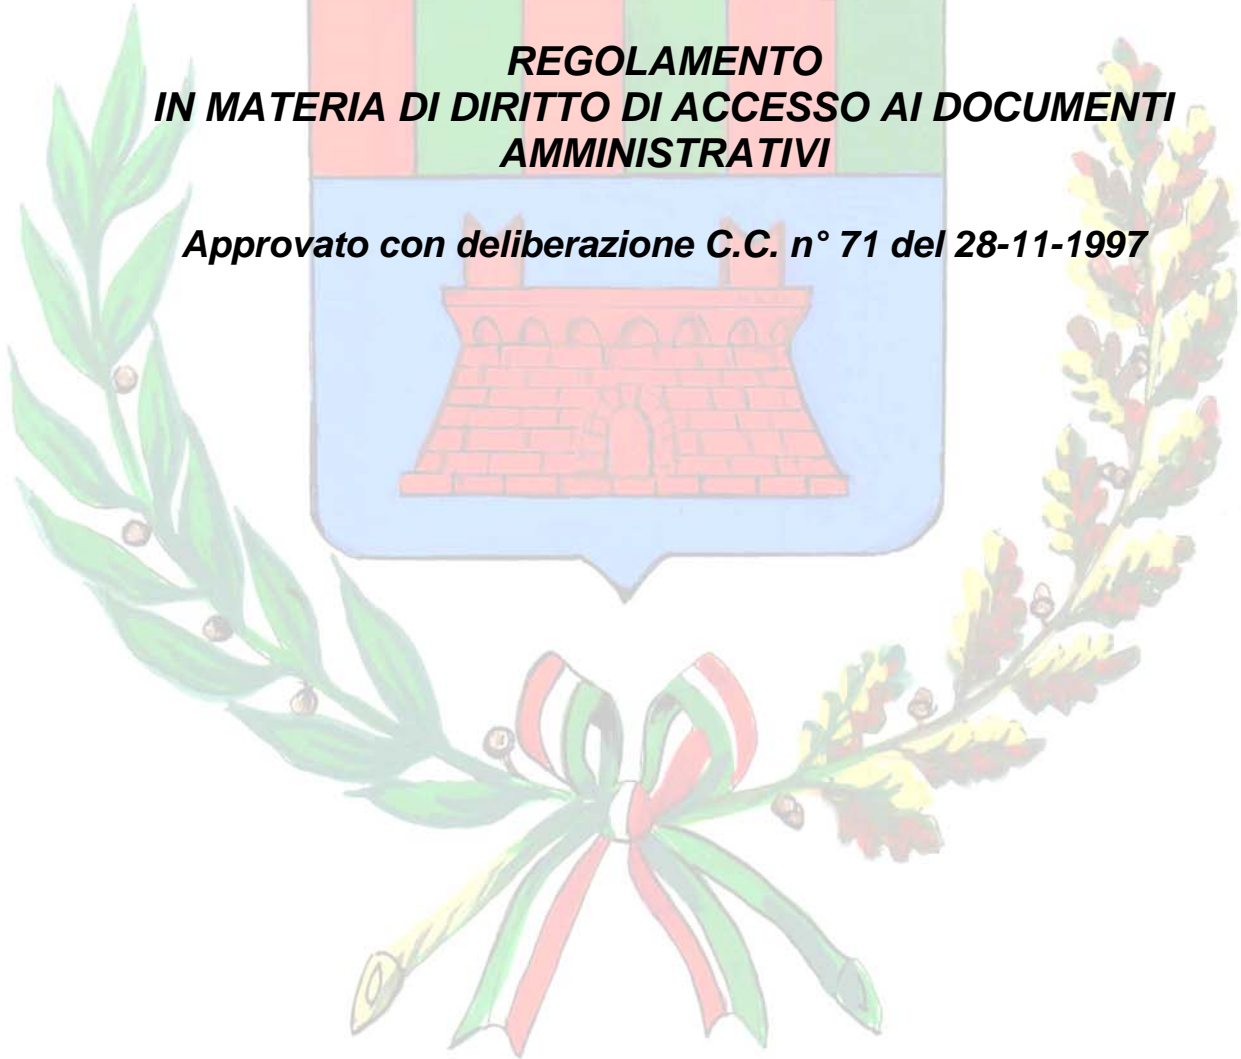 REGOLAMENTO
IN MATERIA DI DIRITTO DI ACCESSO AI DOCUMENTI
AMMINISTRATIVI
Approvato con deliberazione C.C. n° 71 del 28-11-1997